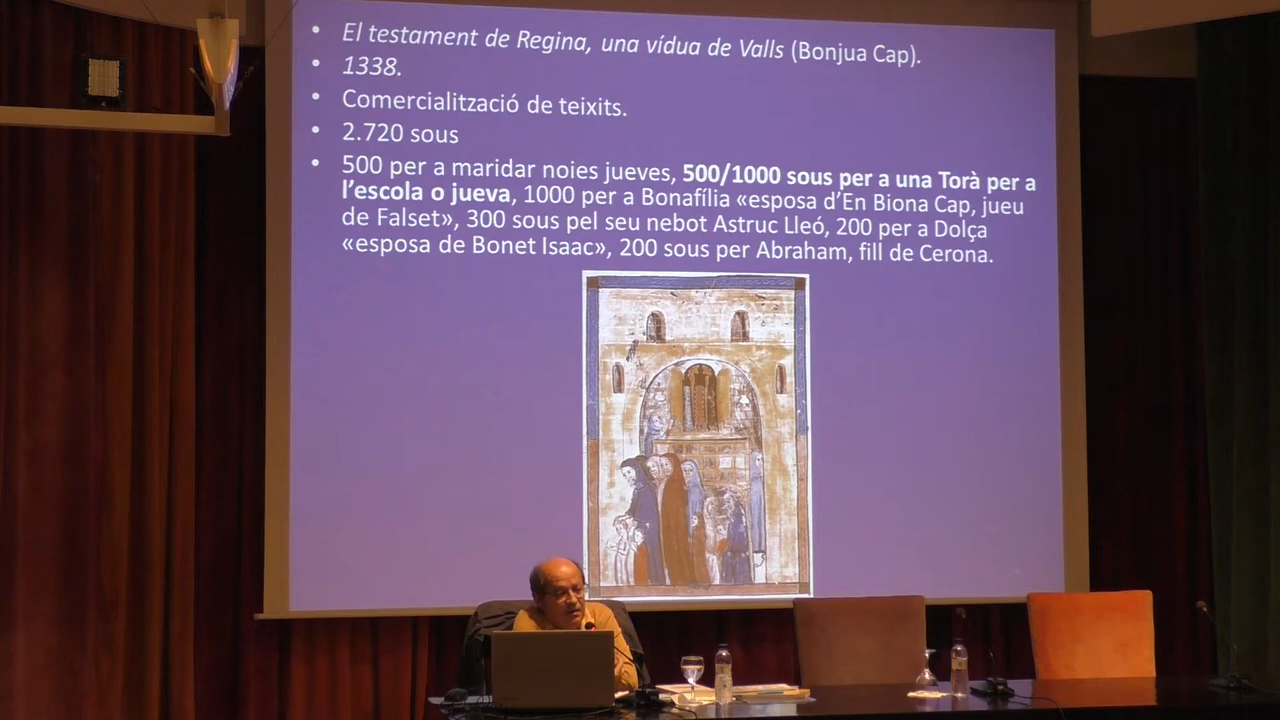 • El testament de Regina, una vídua de Valls (Bonjua Cap).
• 1338.
• Comercialització de teixits.
• 2.720 sous
• 500 per a maridar noies jueves, 500/1000 sous per a una Torà per a
l’escola o jueva, 1000 per a Bonafília «esposa d’En Biona Cap, jueu
de Falset», 300 sous pel seu nebot Astruc Lleó, 200 per a Dolça
«esposa de Bonet Isaac», 200 sous per Abraham, fill de Cerona.